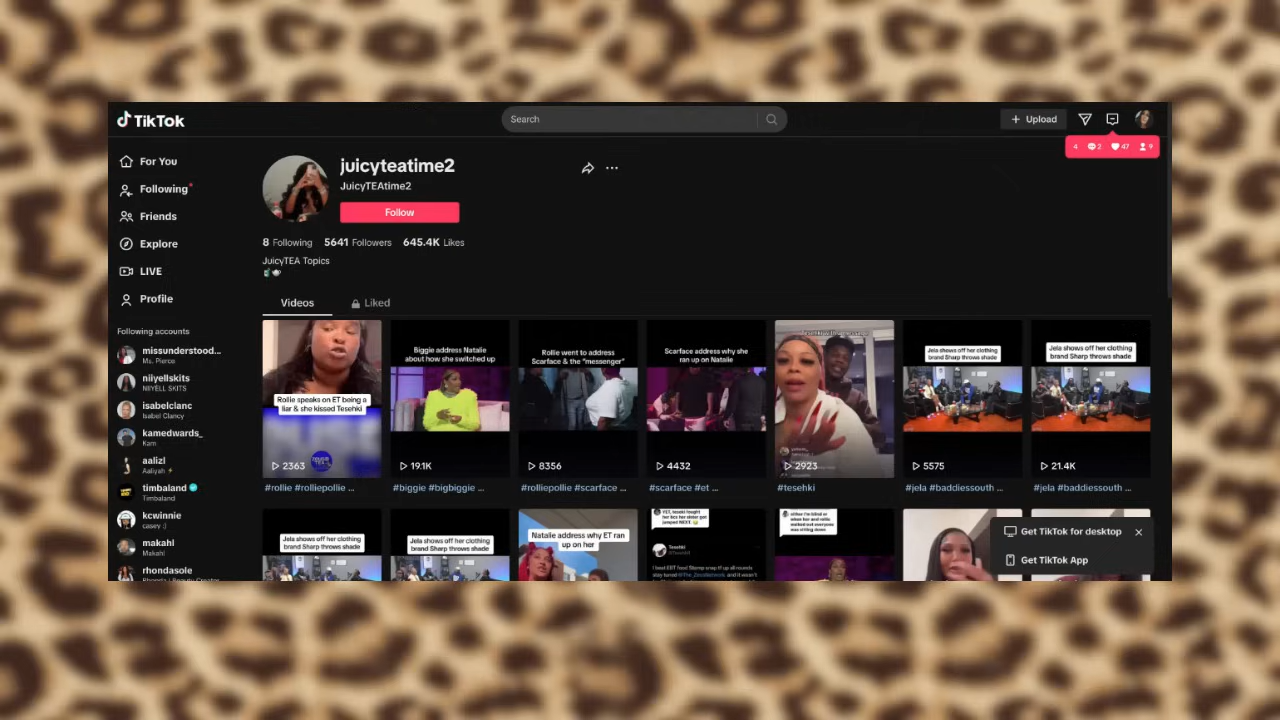 TikTok
Search
Upload
4 2 47 9
For You
Following
Friends
Explore
LIVE
Profile
Following accounts
missunderstood...
Ms. Pierce
niiyellskits
NIIYELL SKITS
isabelclanc
Isabel Clancy
kamedwards_
Kam
aalizl
Aaliyah
timbaland
Timbaland
kcwinnie
casey :)
makahl
Makahl
rhondasole
juicyteatime2
JuicyTEAtime2
Follow
8 Following 5641 Followers 645.4K Likes
JuicyTEA Topics
Videos
Liked
Rollie speaks on ET being a
liar & she kissed Tesehki
2363
#rollie #rolliepollie ...
Biggie address Natalie
about how she switched up
19.1K
#biggie #bigbiggie ...
Rollie went to address
Scarface & the "messenger"
8356
#rolliepollie #scarface ...
Scarface address why she
ran up on Natalie
4432
#scarface #et ...
2923
#tesehki
Jela shows off her clothing
brand Sharp throws shade
5575
#jela #baddiessouth ...
Jela shows off her clothing
brand Sharp throws shade
21.4K
#jela #baddiessouth ...
Jela shows off her clothing
brand Sharp throws shade
Jela shows off her clothing
brand Sharp throws shade
Natalie address why ET ran
up on her
Tesehki
Get TikTok for desktop
Get TikTok App